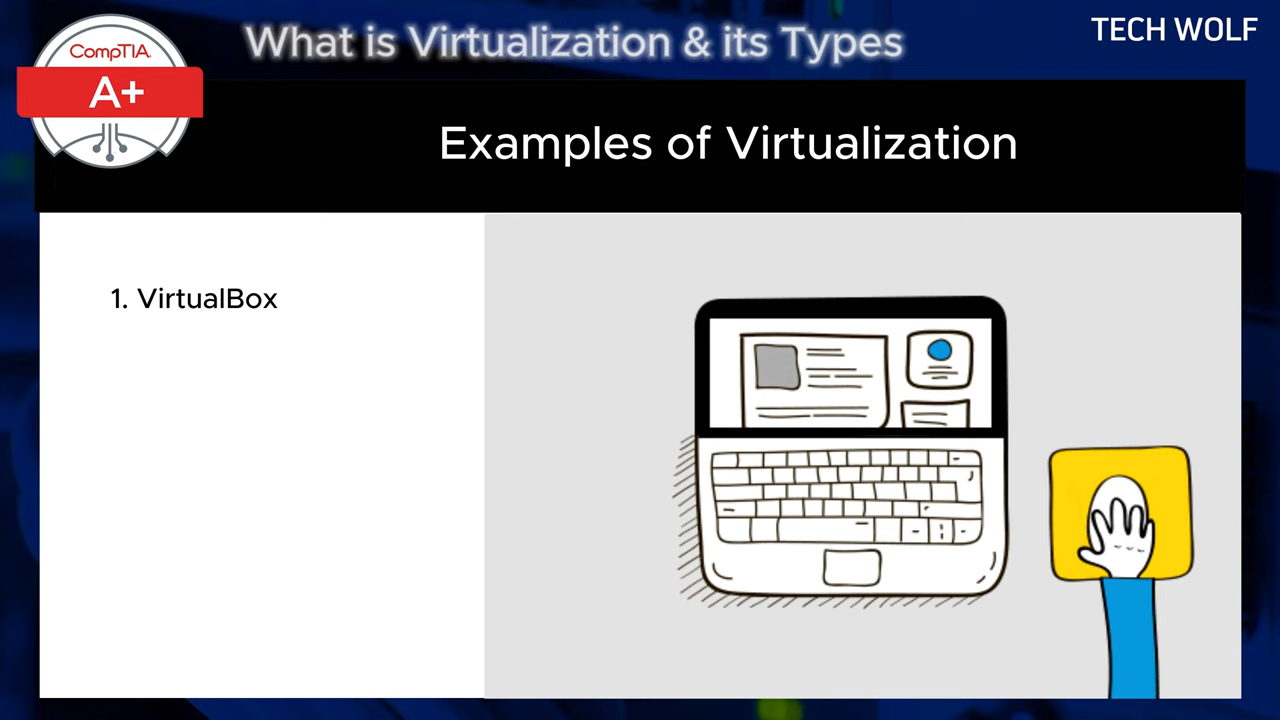 What is Virtualization & its Types
TECH WOLF
CompTIA.
A+
Examples of Virtualization
1. VirtualBox